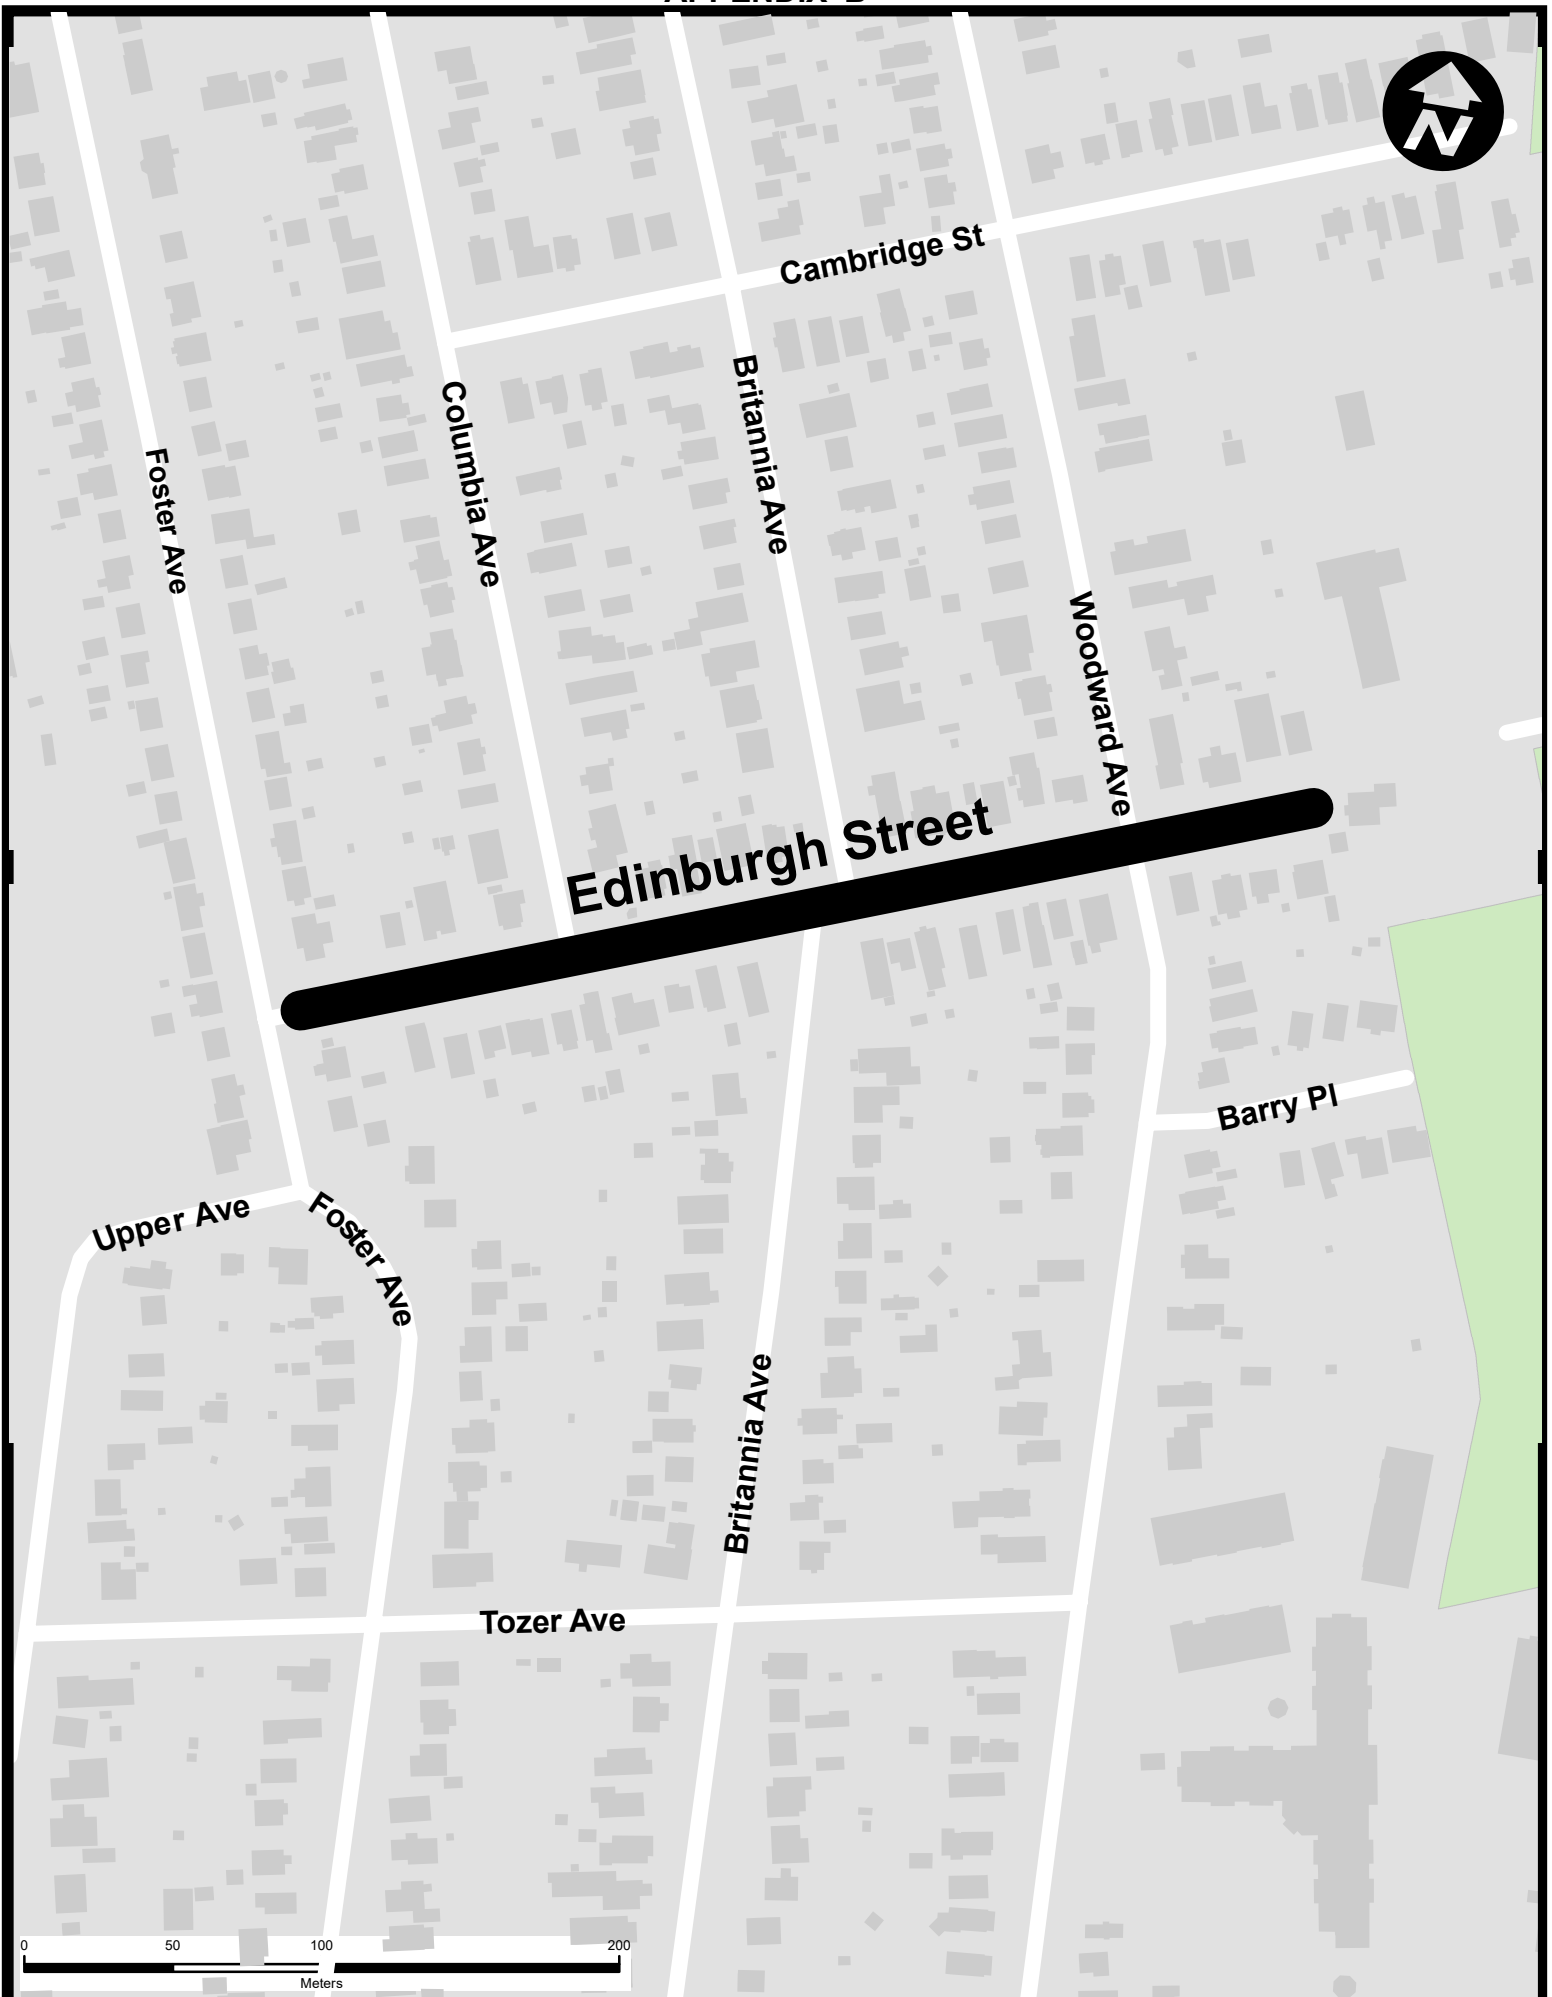 N
Cambridge St
Britannia Ave
Columbia Ave
Foster Ave
Woodward Ave
Edinburgh Street
Barry Pl
Upper Ave
Foster Ave
Britannia Ave
Tozer Ave
0 50 100 200
Meters